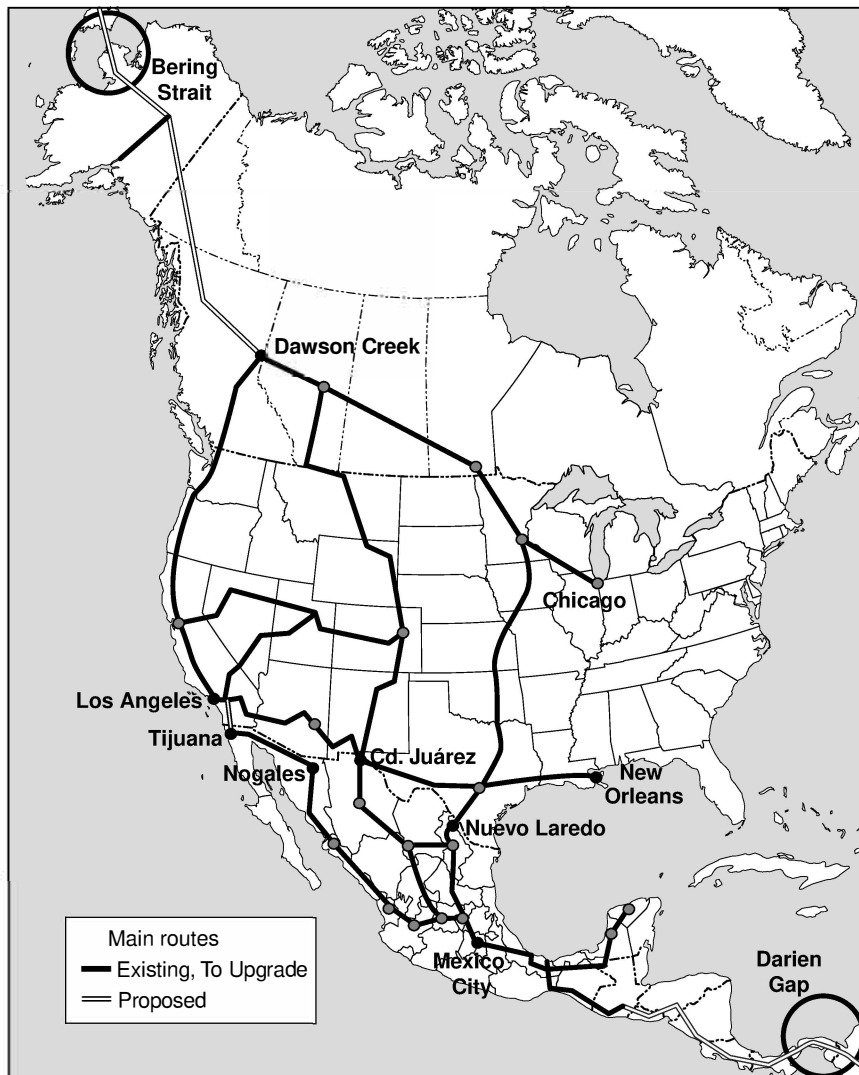 Bering
Strait
Dawson Creek
Chicago
Los Angeles
Tijuana
Nogales
Cd. Juárez
New
Orleans
Nuevo Laredo
Mexico
City
Darien
Gap
Main routes
Existing, To Upgrade
Proposed